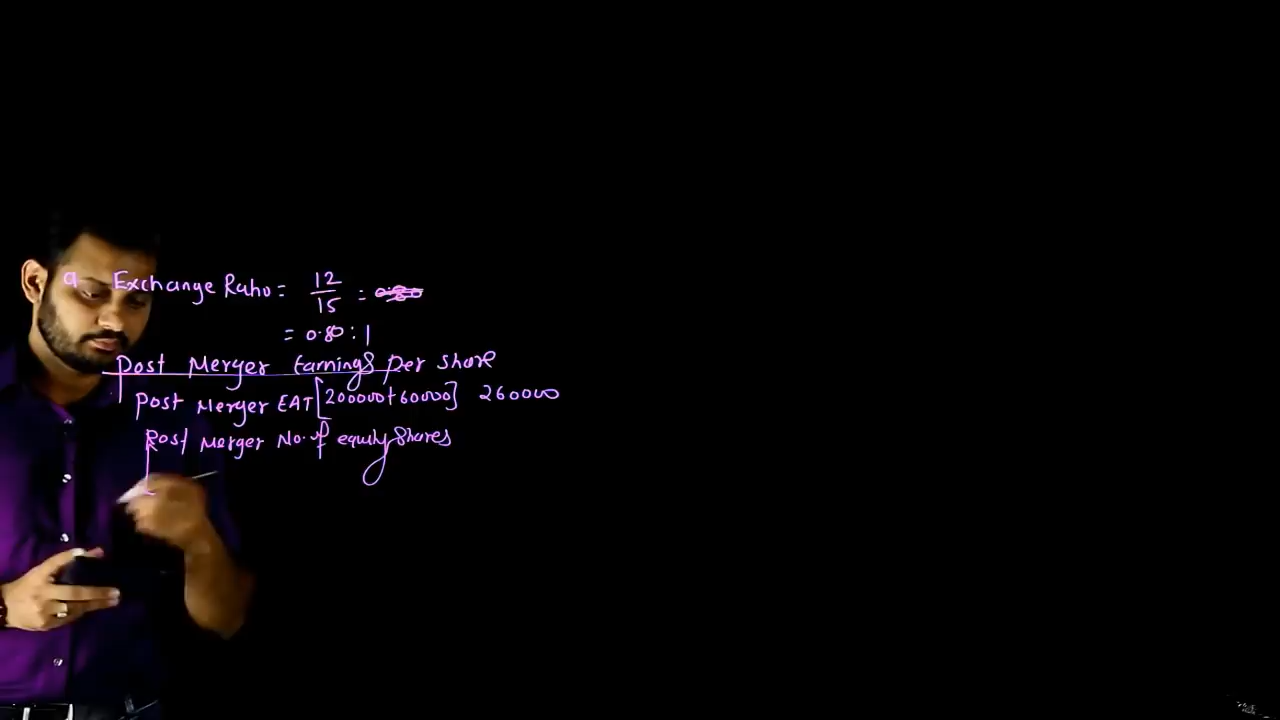 a Exchange Ratio = 12/15 =
= 0.80 : 1
Post Merger Earnings per share
Post Merger EAT [200000+60000] 260000
Post Merger No. of equity shares